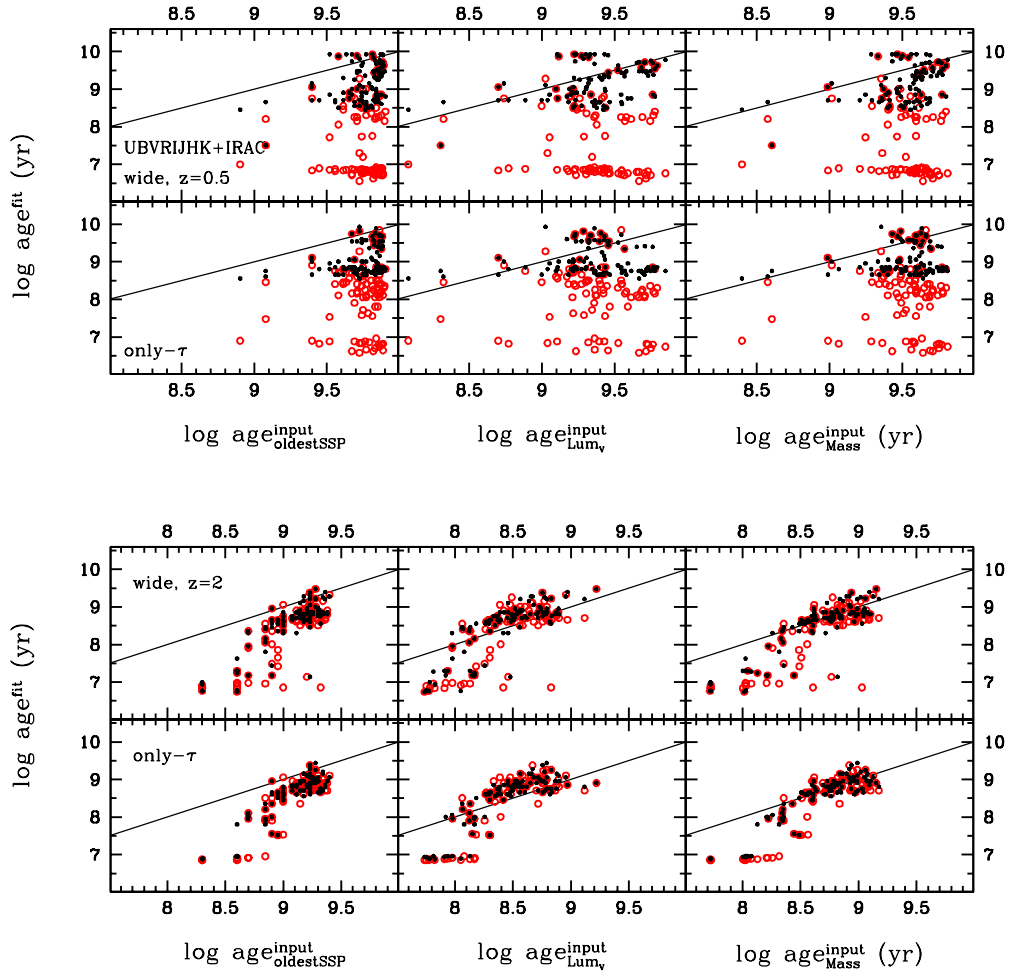 8.5 9 9.5 8.5 9 9.5 8.5 9 9.5
10 10
9 9
8 8
7 7
UBVRIJHK+IRAC
wide, z=0.5
log age^fit (yr)
10 10
9 9
8 8
7 7
only-τ
8.5 9 9.5 8.5 9 9.5 8.5 9 9.5
log age^input_oldestSSP log age^input_Lum_V log age^input_Mass (yr)
8 8.5 9 9.5 8 8.5 9 9.5 8 8.5 9 9.5
wide, z=2
10 10
9 9
8 8
7 7
log age^fit (yr)
only-τ
10 10
9 9
8 8
7 7
8 8.5 9 9.5 8 8.5 9 9.5 8 8.5 9 9.5
log age^input_oldestSSP log age^input_Lum_V log age^input_Mass (yr)